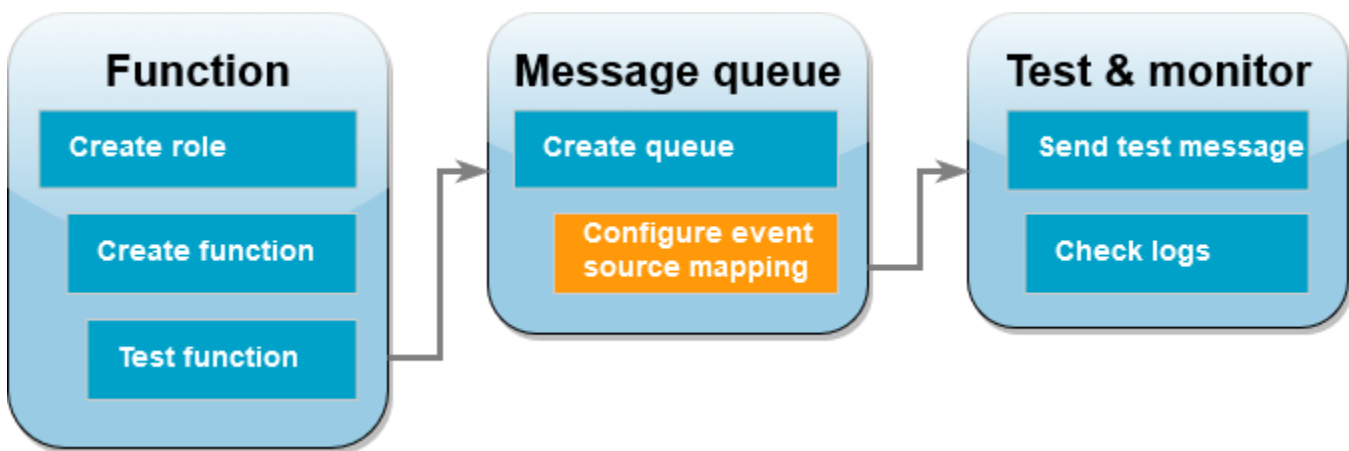 Function
Create role
Create function
Test function
Message queue
Create queue
Configure event
source mapping
Test & monitor
Send test message
Check logs